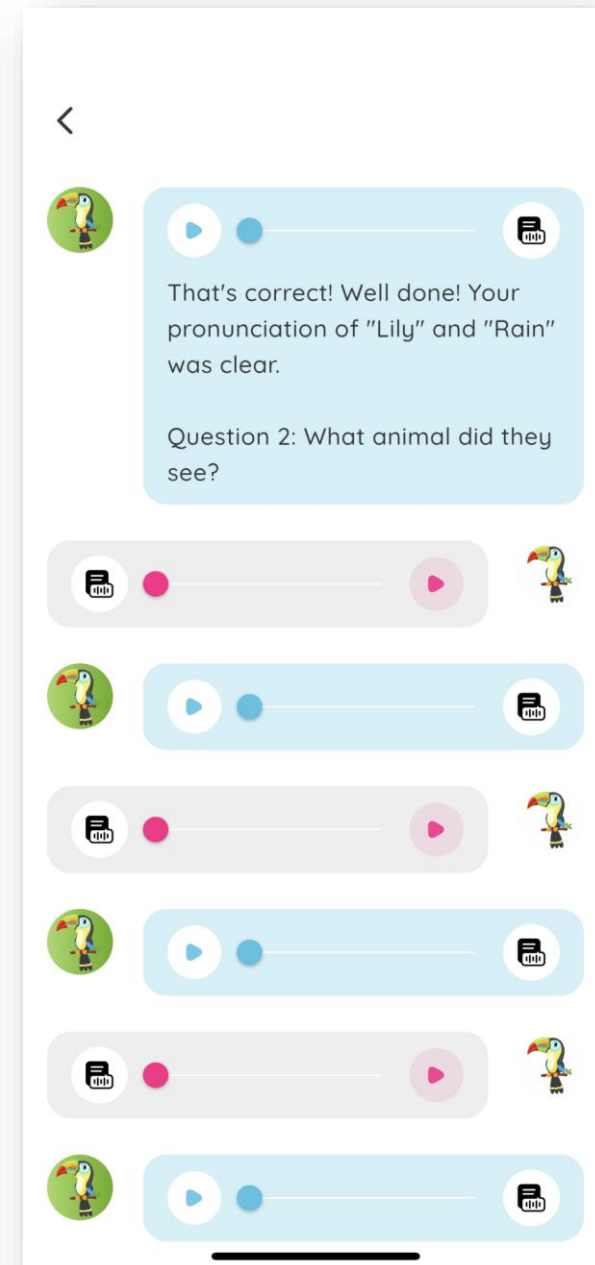 That's correct! Well done! Your
pronunciation of "Lily" and "Rain"
was clear.
Question 2: What animal did they
see?